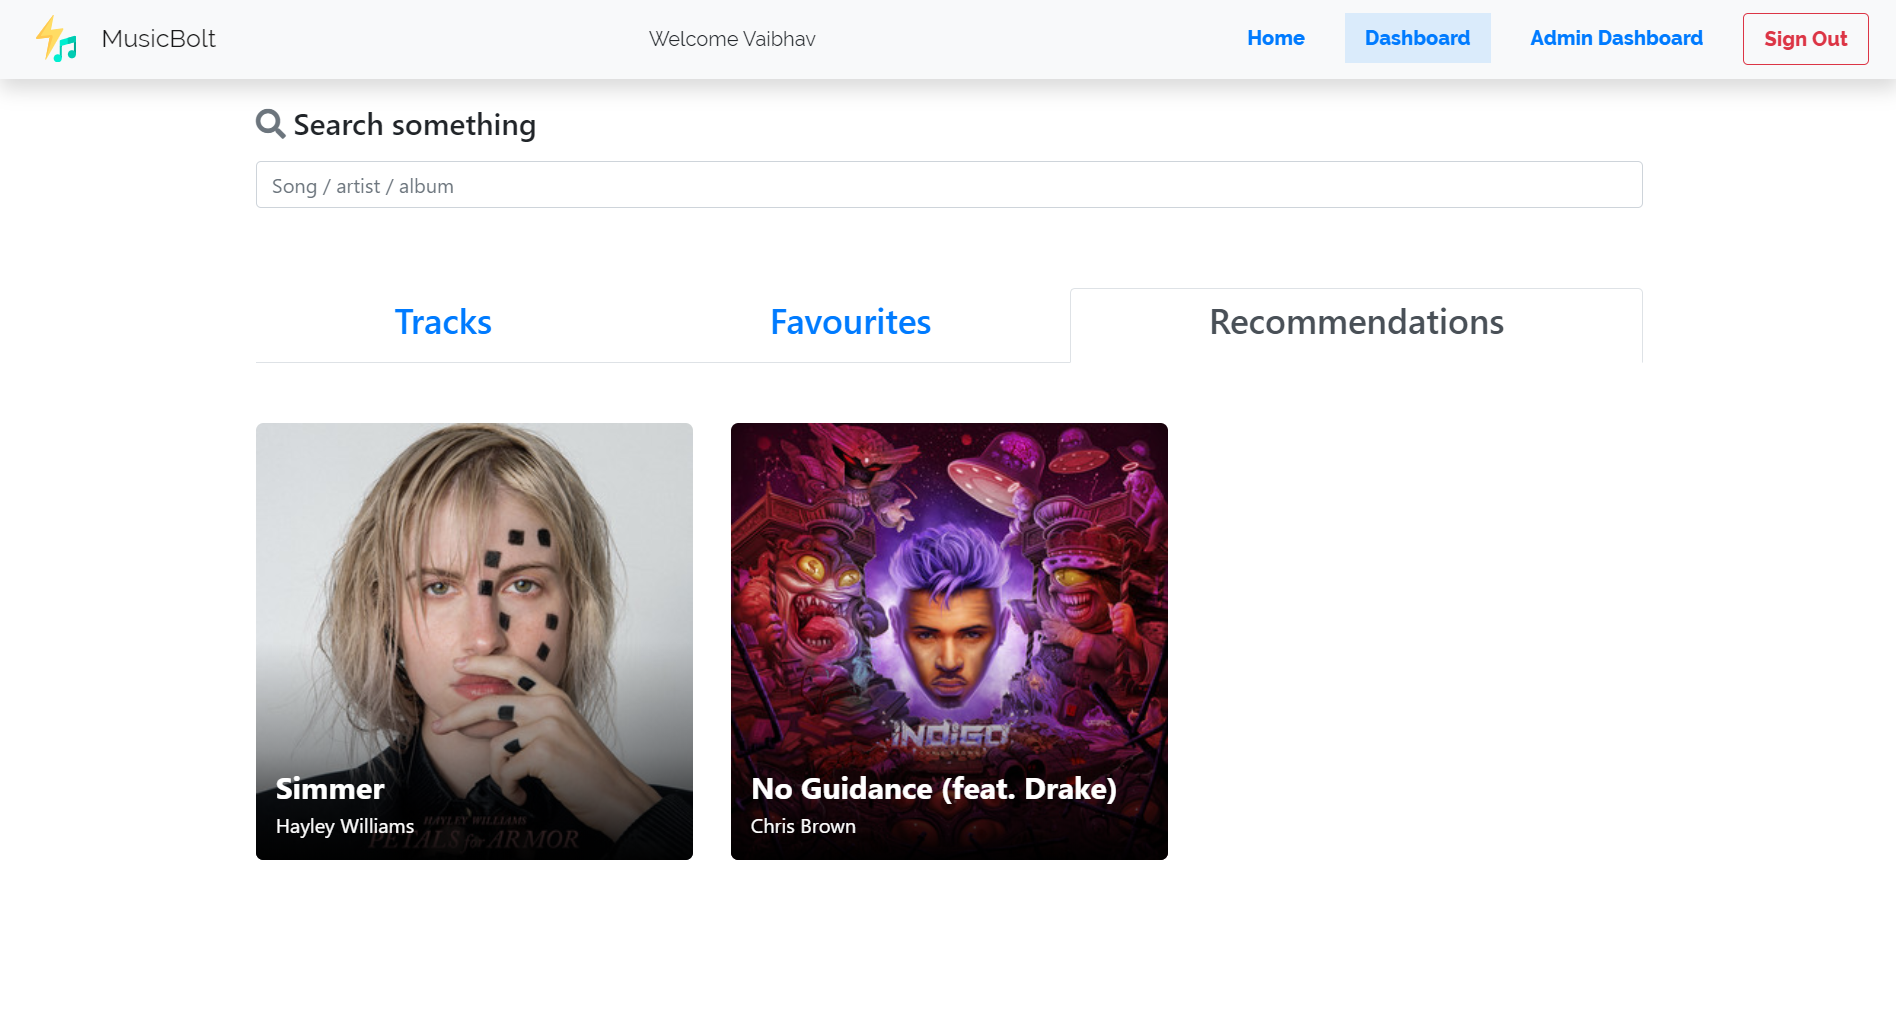 MusicBolt
Welcome Vaibhav
Home
Dashboard
Admin Dashboard
Sign Out
Search something
Song / artist / album
Tracks
Favourites
Recommendations
HAYLEY WILLIAMS
PETALS for ARMOR
Simmer
Hayley Williams
INDIGO
No Guidance (feat. Drake)
Chris Brown